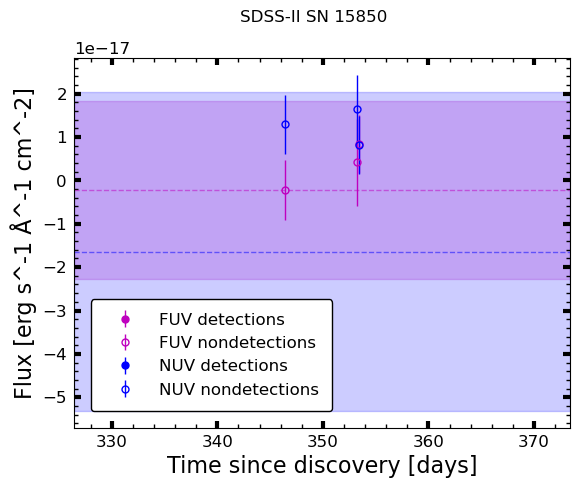 SDSS-II SN 15850
1e−17
2
1
0
−1
−2
−3
−4
−5
Flux [erg s^-1 Å^-1 cm^-2]
FUV detections
FUV nondetections
NUV detections
NUV nondetections
330 340 350 360 370
Time since discovery [days]